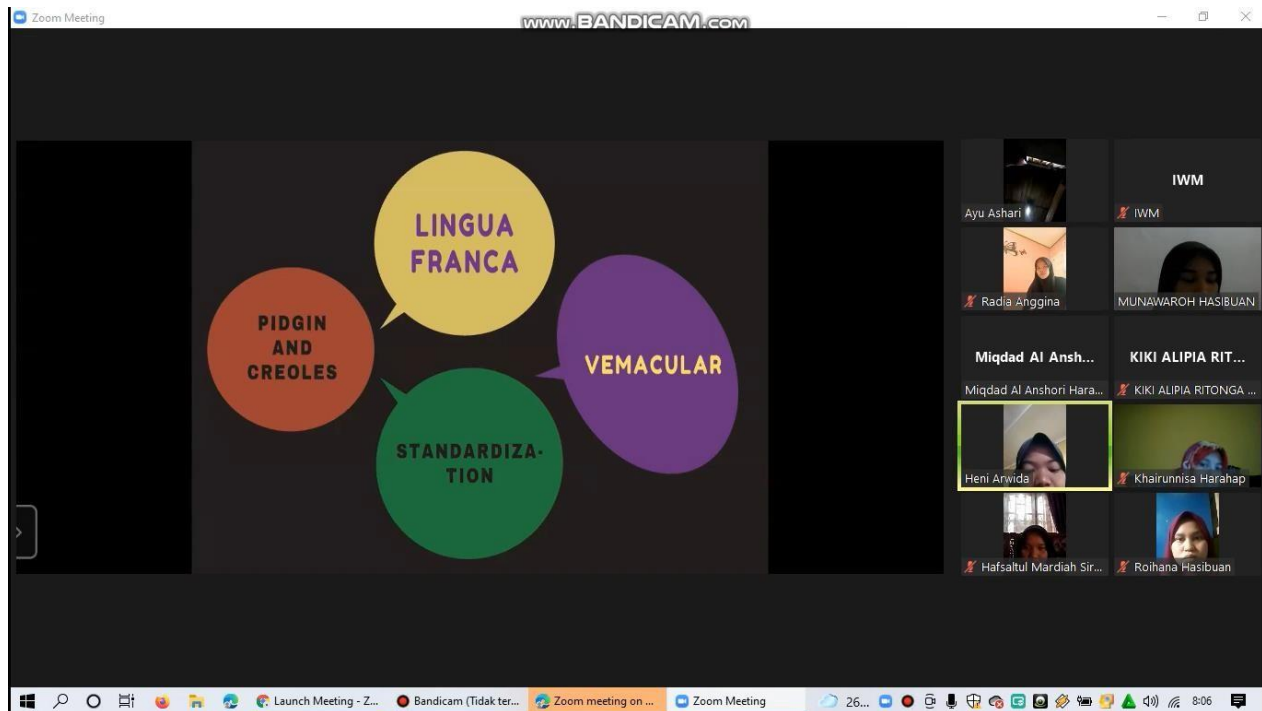 Zoom Meeting
www.BANDICAM.com
LINGUA
FRANCA
PIDGIN
AND
CREOLES
VEMACULAR
STANDARDIZA-
TION
Ayu Ashari
IWM
IWM
Radia Anggina
MUNAWAROH HASIBUAN
Miqdad Al Ansh...
Miqdad Al Anshori Hara...
KIKI ALIPIA RIT...
KIKI ALIPIA RITONGA ...
Heni Arwida
Khairunnisa Harahap
Hafsaltul Mardiah Sir...
Roihana Hasibuan
Launch Meeting - Z...
Bandicam (Tidak ter...
Zoom meeting on ...
Zoom Meeting
26...
8:06